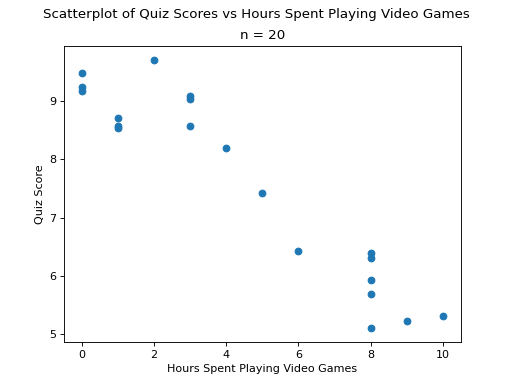 Scatterplot of Quiz Scores vs Hours Spent Playing Video Games
n = 20
9
8
7
6
5
Quiz Score
0 2 4 6 8 10
Hours Spent Playing Video Games